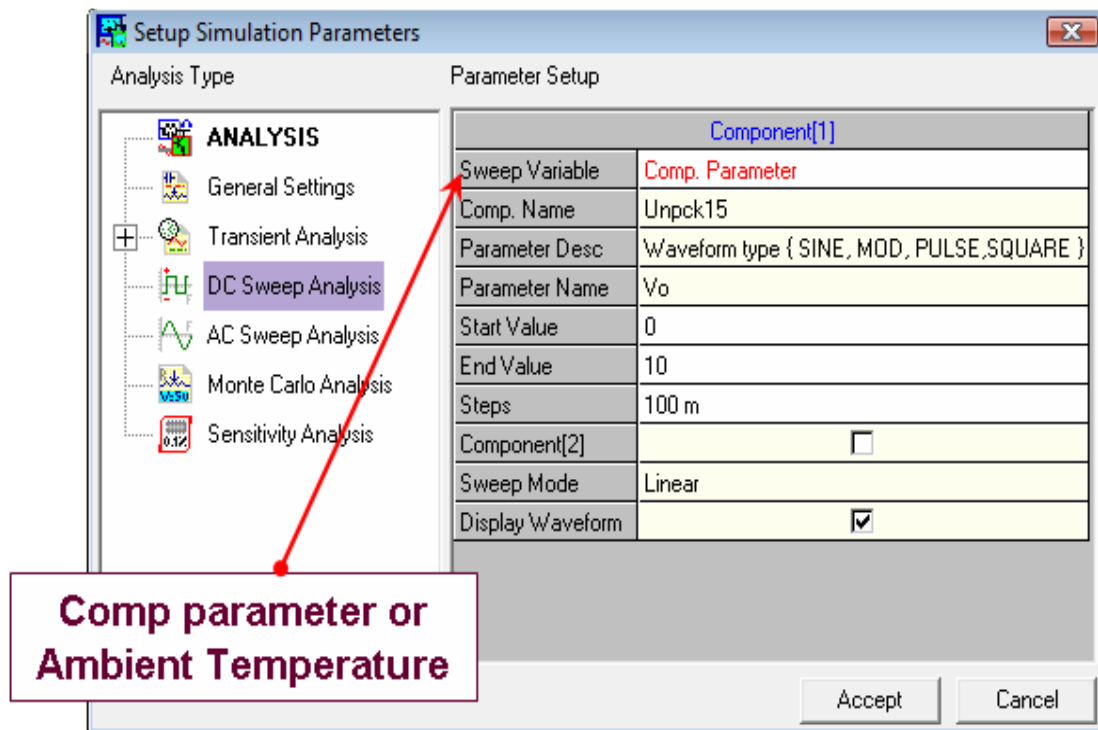 Setup Simulation Parameters
Analysis Type
Parameter Setup
ANALYSIS
General Settings
Transient Analysis
DC Sweep Analysis
AC Sweep Analysis
Monte Carlo Analysis
Sensitivity Analysis
Component[1]
Sweep Variable Comp. Parameter
Comp. Name Unpck15
Parameter Desc Waveform type { SINE, MOD, PULSE,SQUARE }
Parameter Name Vo
Start Value 0
End Value 10
Steps 100 m
Component[2]
Sweep Mode Linear
Display Waveform
Comp parameter or
Ambient Temperature
Accept Cancel